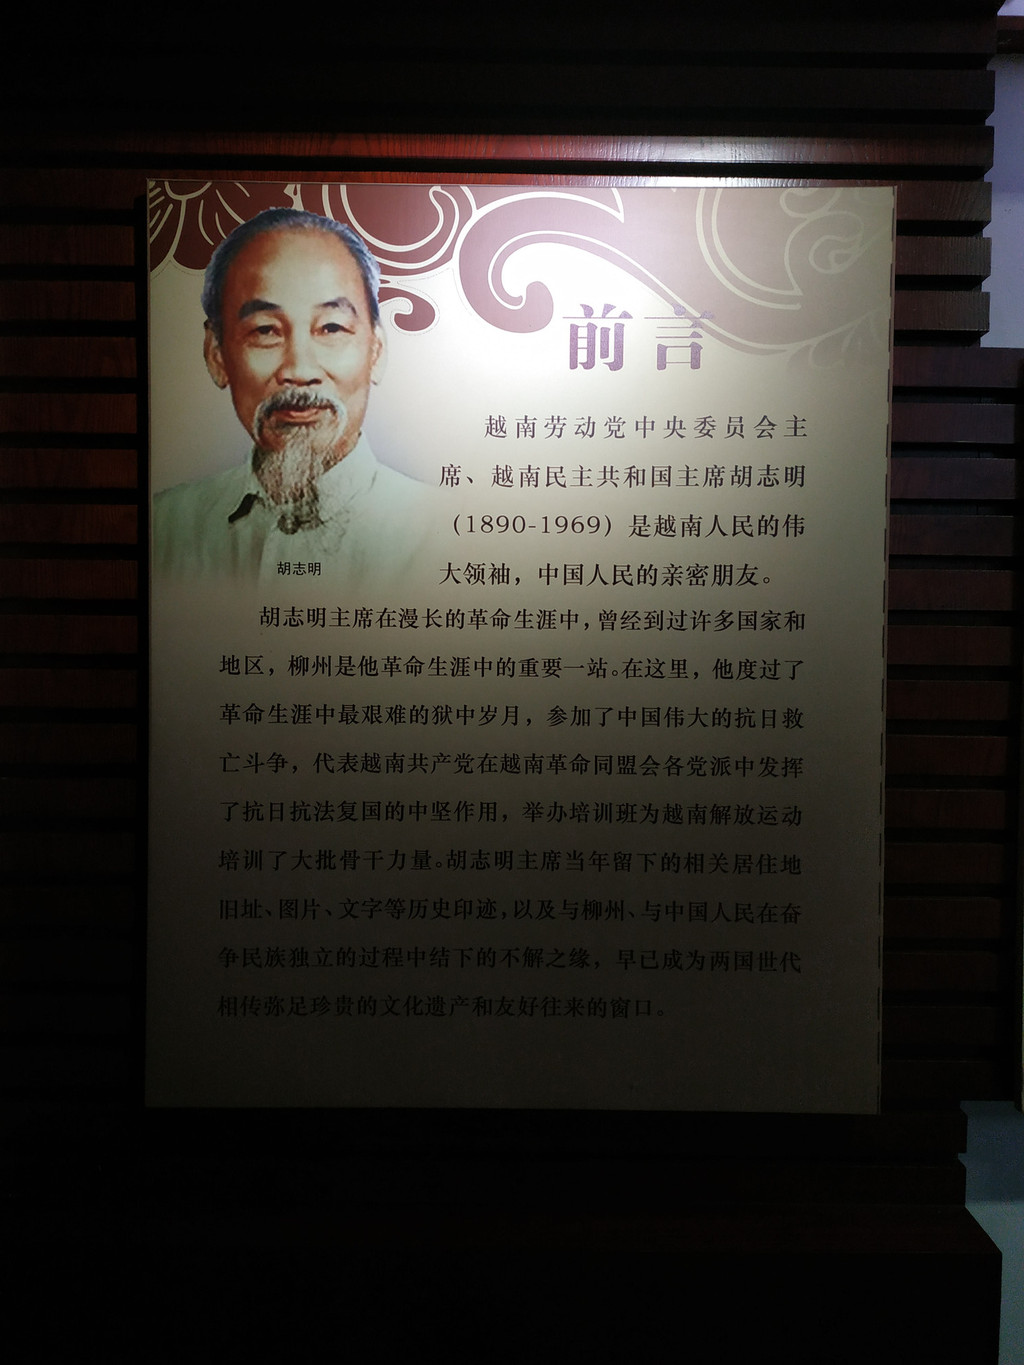 前言
越南劳动党中央委员会主
席、越南民主共和国主席胡志明
（1890-1969）是越南人民的伟
大领袖，中国人民的亲密朋友。
胡志明
胡志明主席在漫长的革命生涯中，曾经到过许多国家和
地区，柳州是他革命生涯中的重要一站。在这里，他度过了
革命生涯中最艰难的狱中岁月，参加了中国伟大的抗日救
亡斗争，代表越南共产党在越南革命同盟会各党派中发挥
了抗日抗法复国的中坚作用，举办培训班为越南解放运动
培训了大批骨干力量。胡志明主席当年留下的相关居住地
旧址、图片、文字等历史印迹，以及与柳州、与中国人民在奋
争民族独立的过程中结下的不解之缘，早已成为两国世代
相传弥足珍贵的文化遗产和友好往来的窗口。